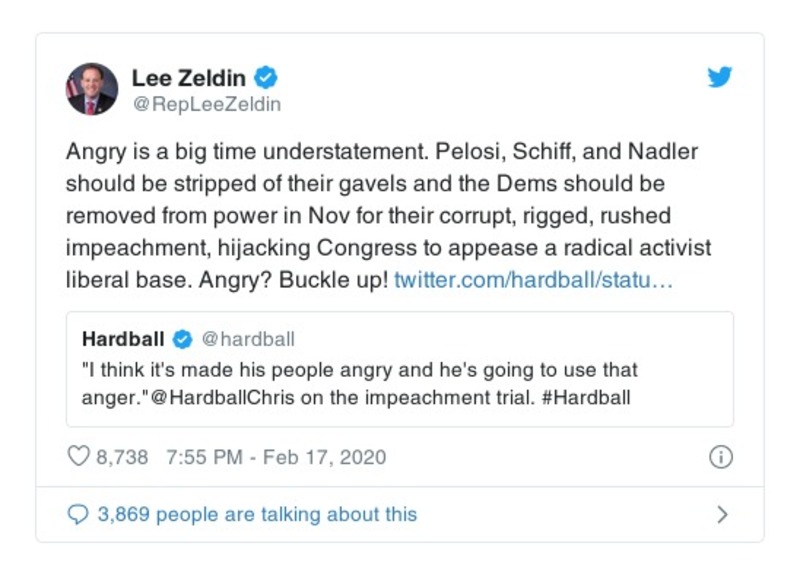 Lee Zeldin
@RepLeeZeldin
Angry is a big time understatement. Pelosi, Schiff, and Nadler
should be stripped of their gavels and the Dems should be
removed from power in Nov for their corrupt, rigged, rushed
impeachment, hijacking Congress to appease a radical activist
liberal base. Angry? Buckle up! twitter.com/hardball/statu…
Hardball @hardball
"I think it's made his people angry and he's going to use that
anger."@HardballChris on the impeachment trial. #Hardball
8,738 7:55 PM - Feb 17, 2020
3,869 people are talking about this